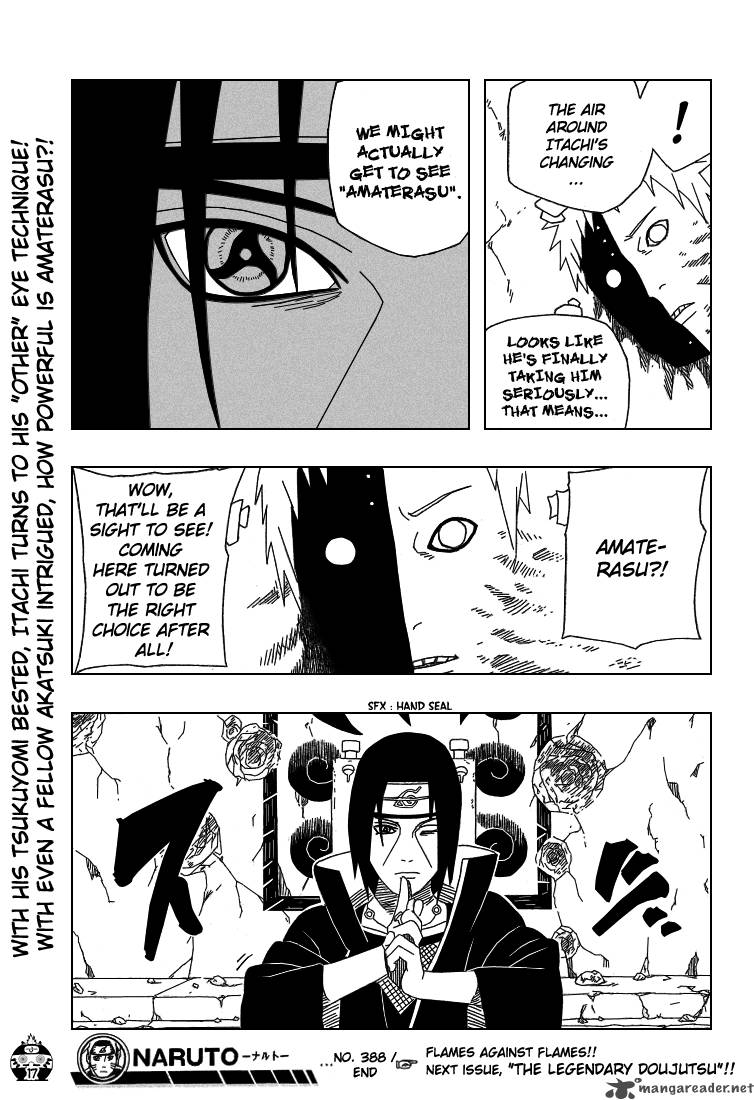 THE AIR
AROUND
ITACHI'S
CHANGING
...
!
LOOKS LIKE
HE'S FINALLY
TAKING HIM
SERIOUSLY...
THAT MEANS...
WE MIGHT
ACTUALLY
GET TO SEE
"AMATERASU".
AMATE-
RASU?!
WOW,
THAT'LL BE A
SIGHT TO SEE!
COMING
HERE TURNED
OUT TO BE
THE RIGHT
CHOICE AFTER
ALL!
SFX : HAND SEAL
ズッ
WITH HIS TSUKUYOMI BESTED, ITACHI TURNS TO HIS "OTHER" EYE TECHNIQUE!
WITH EVEN A FELLOW AKATSUKI INTRIGUED, HOW POWERFUL IS AMATERASU?!
17
NARUTO —ナルト—
...NO. 388 /
END
FLAMES AGAINST FLAMES!!
NEXT ISSUE, "THE LEGENDARY DOUJUTSU"!!
mangareader.net